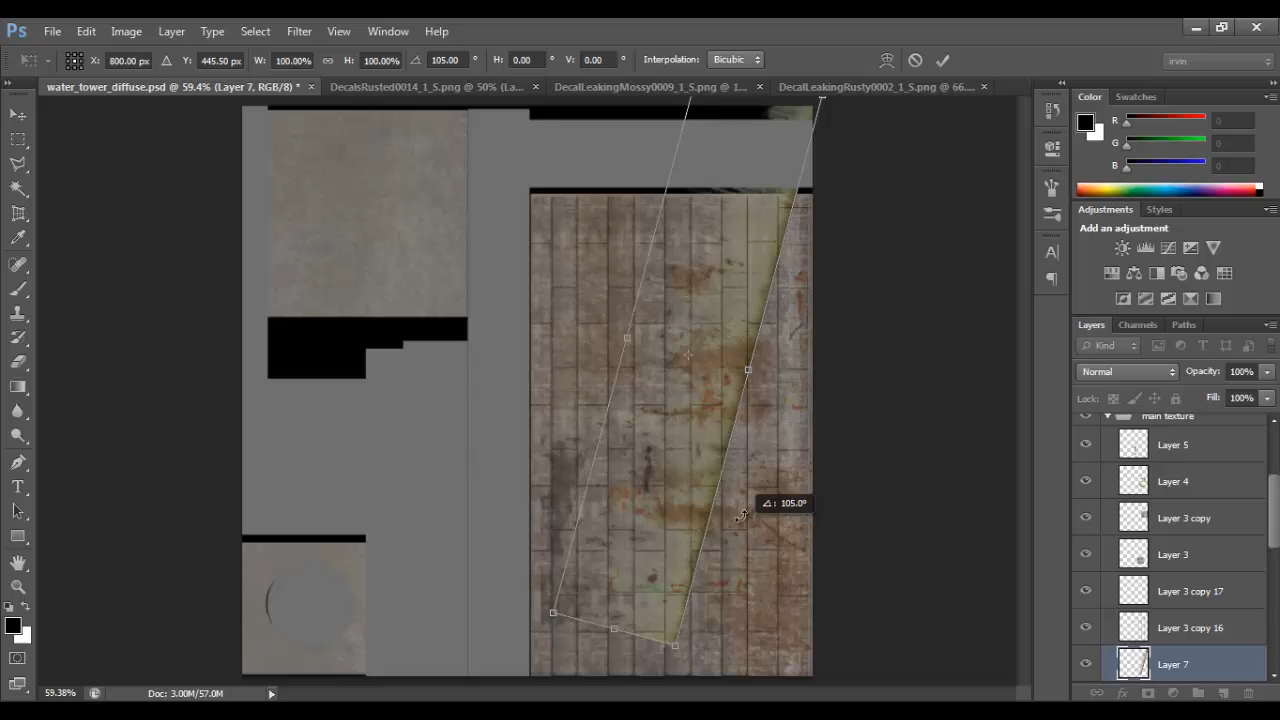 Ps File Edit Image Layer Type Select Filter View Window Help
X: 800.00 px Y: 445.50 px W: 100.00% H: 100.00% 105.00 ° H: 0.00 ° V: 0.00 ° Interpolation: Bicubic irvin
water_tower_diffuse.psd @ 59.4% (Layer 7, RGB/8) * × DecalsRusted0014_1_S.png @ 50% (La... × DecalLeakingMossy0009_1_S.png @ 1... × DecalLeakingRusty0002_1_S.png @ 66.... ×
Color Swatches
R 0
G 0
B 0
Adjustments Styles
Add an adjustment
Layers Channels Paths
Kind
Normal Opacity: 100%
Lock: Fill: 100%
main texture
Layer 5
Layer 4
Layer 3 copy
Layer 3
Layer 3 copy 17
Layer 3 copy 16
Layer 7
: 105.0°
59.38% Doc: 3.00M/57.0M